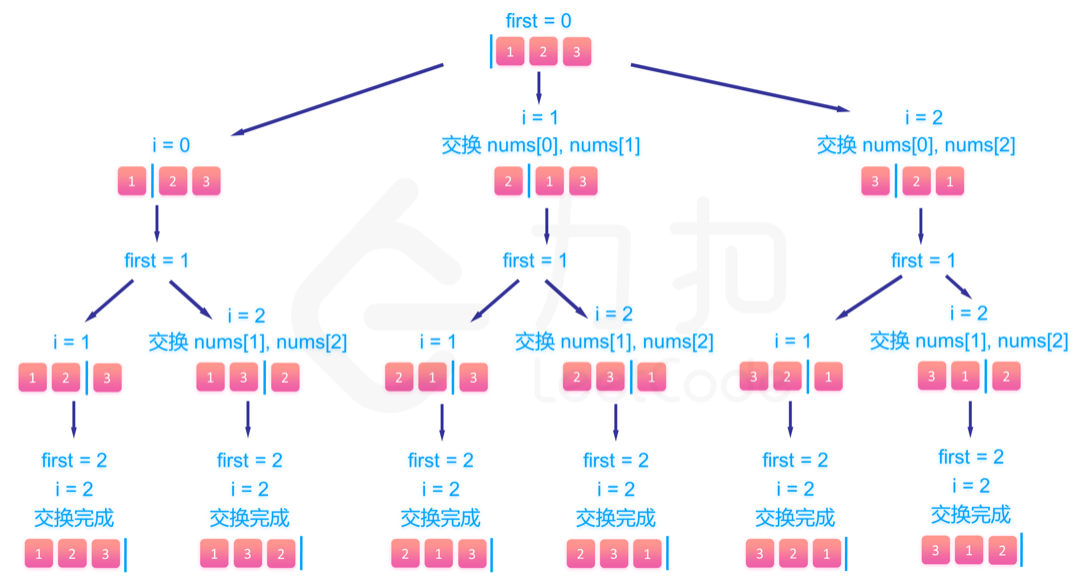 first = 0
1 2 3
i = 0
i = 1
交换 nums[0], nums[1]
i = 2
交换 nums[0], nums[2]
1 2 3
2 1 3
3 2 1
first = 1
first = 1
first = 1
i = 1
i = 2
交换 nums[1], nums[2]
i = 1
i = 2
交换 nums[1], nums[2]
i = 1
i = 2
交换 nums[1], nums[2]
1 2 3
1 3 2
2 1 3
2 3 1
3 2 1
3 1 2
first = 2
i = 2
交换完成
1 2 3
first = 2
i = 2
交换完成
1 3 2
first = 2
i = 2
交换完成
2 1 3
first = 2
i = 2
交换完成
2 3 1
first = 2
i = 2
交换完成
3 2 1
first = 2
i = 2
交换完成
3 1 2
力扣
LeetCode